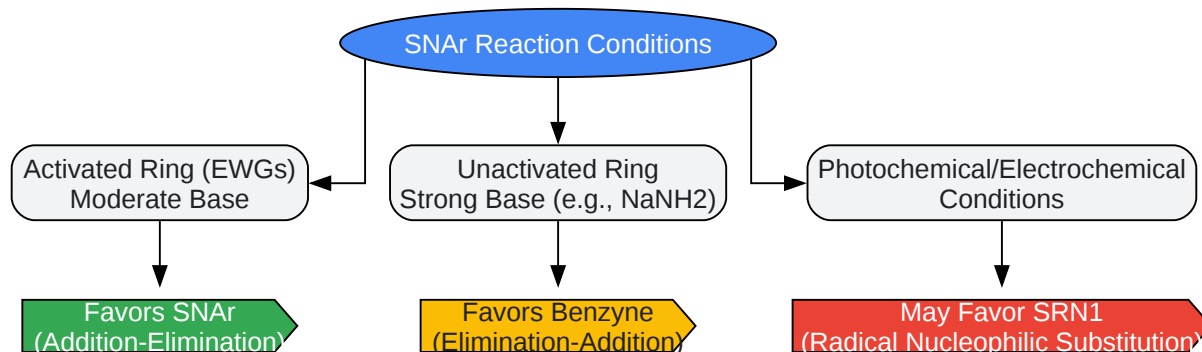 SNAr Reaction Conditions
Activated Ring (EWGs)
Moderate Base
Unactivated Ring
Strong Base (e.g., NaNH2)
Photochemical/Electrochemical
Conditions
Favors SNAr
(Addition-Elimination)
Favors Benzyne
(Elimination-Addition)
May Favor SRN1
(Radical Nucleophilic Substitution)